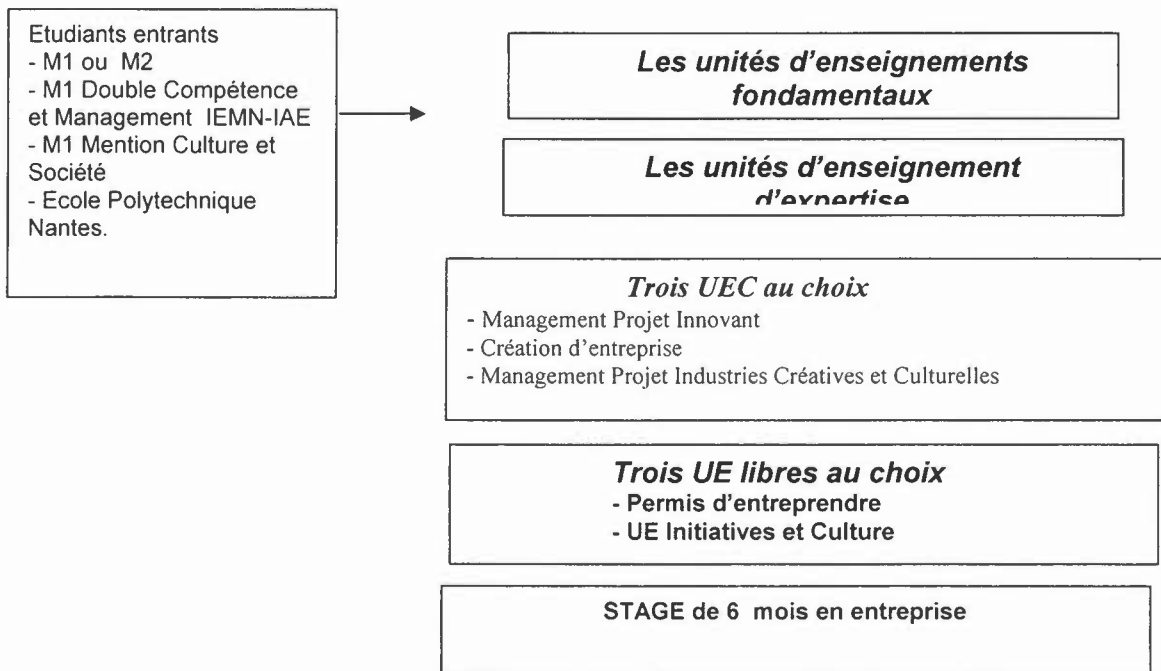 Etudiants entrants
- M1 ou M2
- M1 Double Compétence
et Management IEMN-IAE
- M1 Mention Culture et
Société
- Ecole Polytechnique
Nantes.
Les unités d'enseignements
fondamentaux
Les unités d'enseignement
d'expertise
Trois UEC au choix
- Management Projet Innovant
- Création d'entreprise
- Management Projet Industries Créatives et Culturelles
Trois UE libres au choix
- Permis d'entreprendre
- UE Initiatives et Culture
STAGE de 6 mois en entreprise